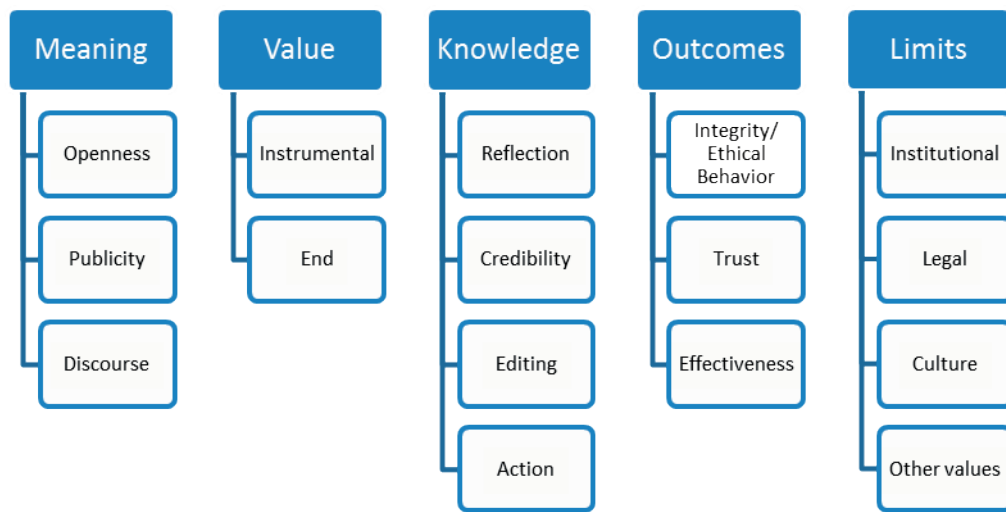 Meaning
Openness
Publicity
Discourse
Value
Instrumental
End
Knowledge
Reflection
Credibility
Editing
Action
Outcomes
Integrity/
Ethical
Behavior
Trust
Effectiveness
Limits
Institutional
Legal
Culture
Other values